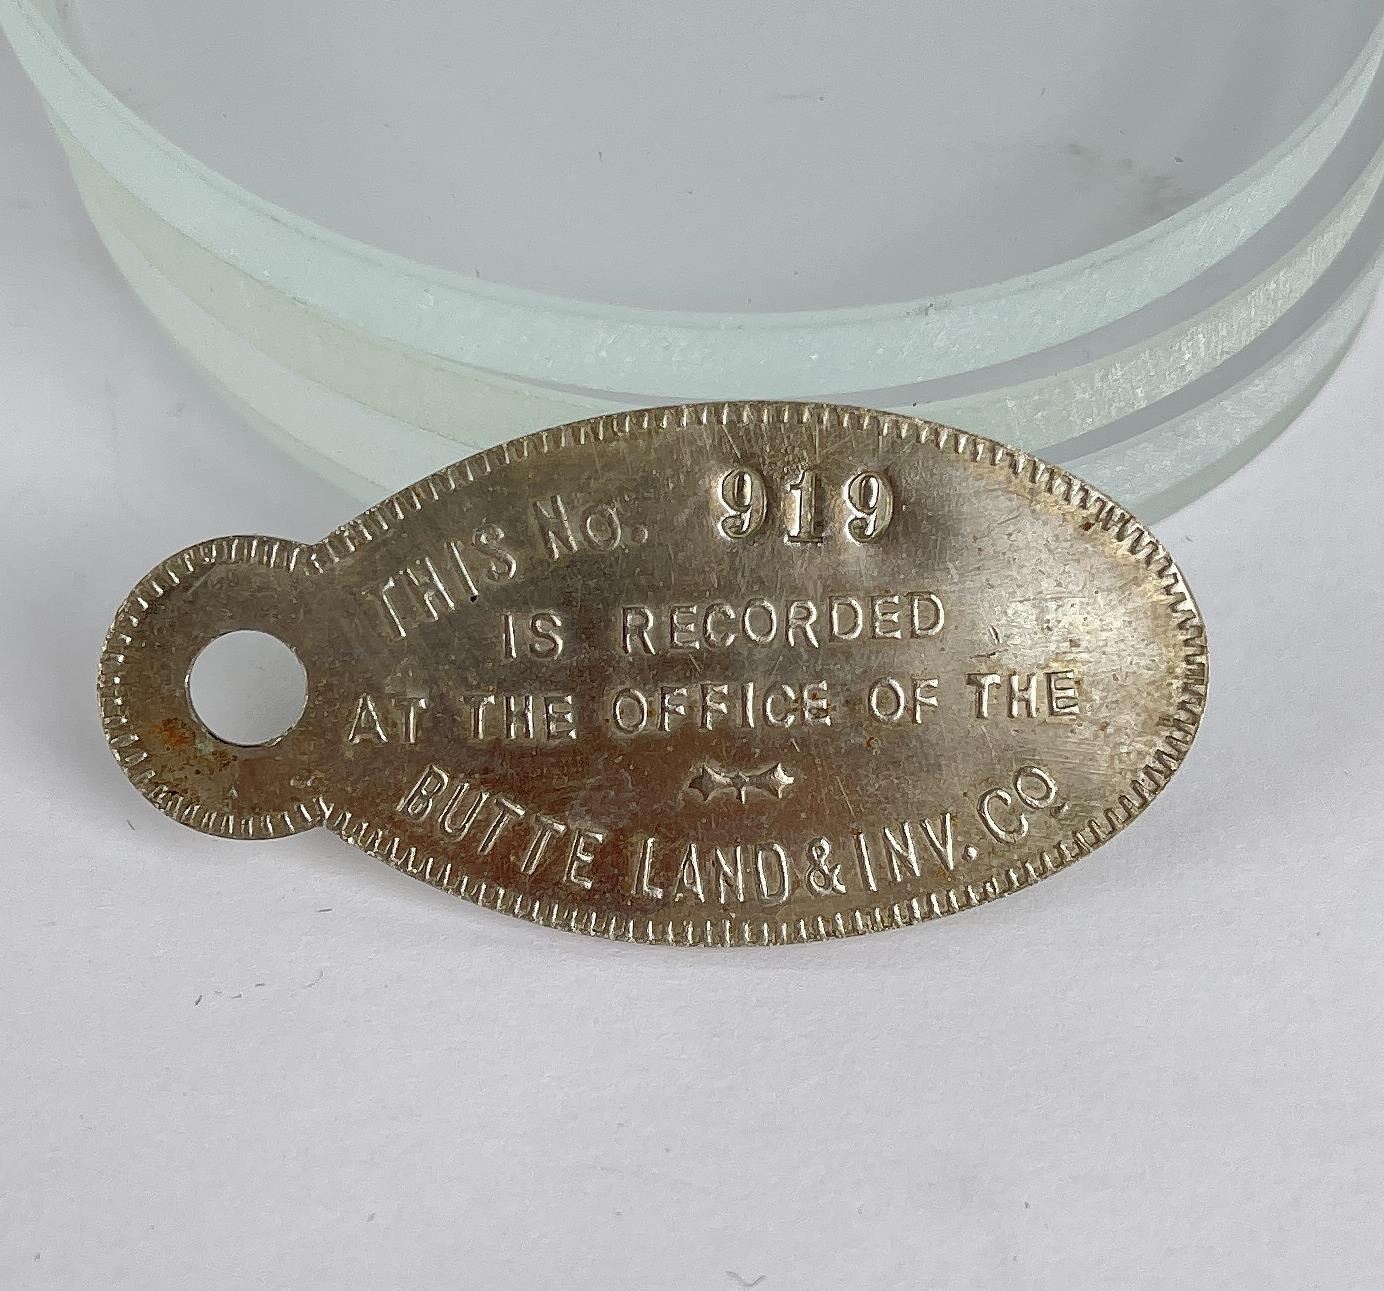 THIS No. 919
IS RECORDED
AT THE OFFICE OF THE
BUTTE LAND & INV. CO.